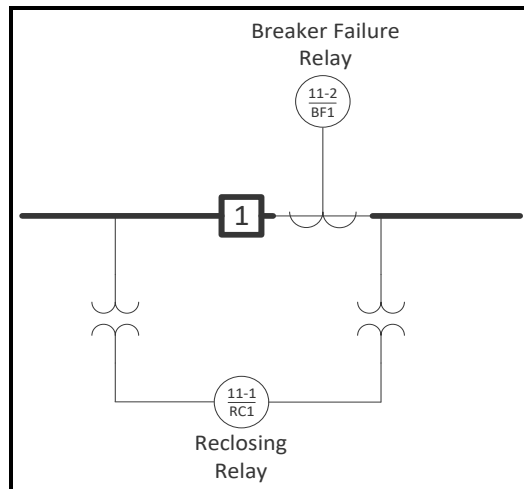 Breaker Failure
Relay
11-2
BF1
1
11-1
RC1
Reclosing
Relay